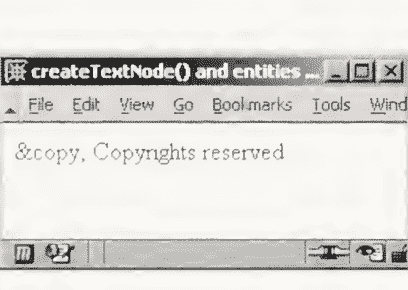 createTextNode() and entities ...
File Edit View Go Bookmarks Tools Wind
&copy, Copyrights reserved